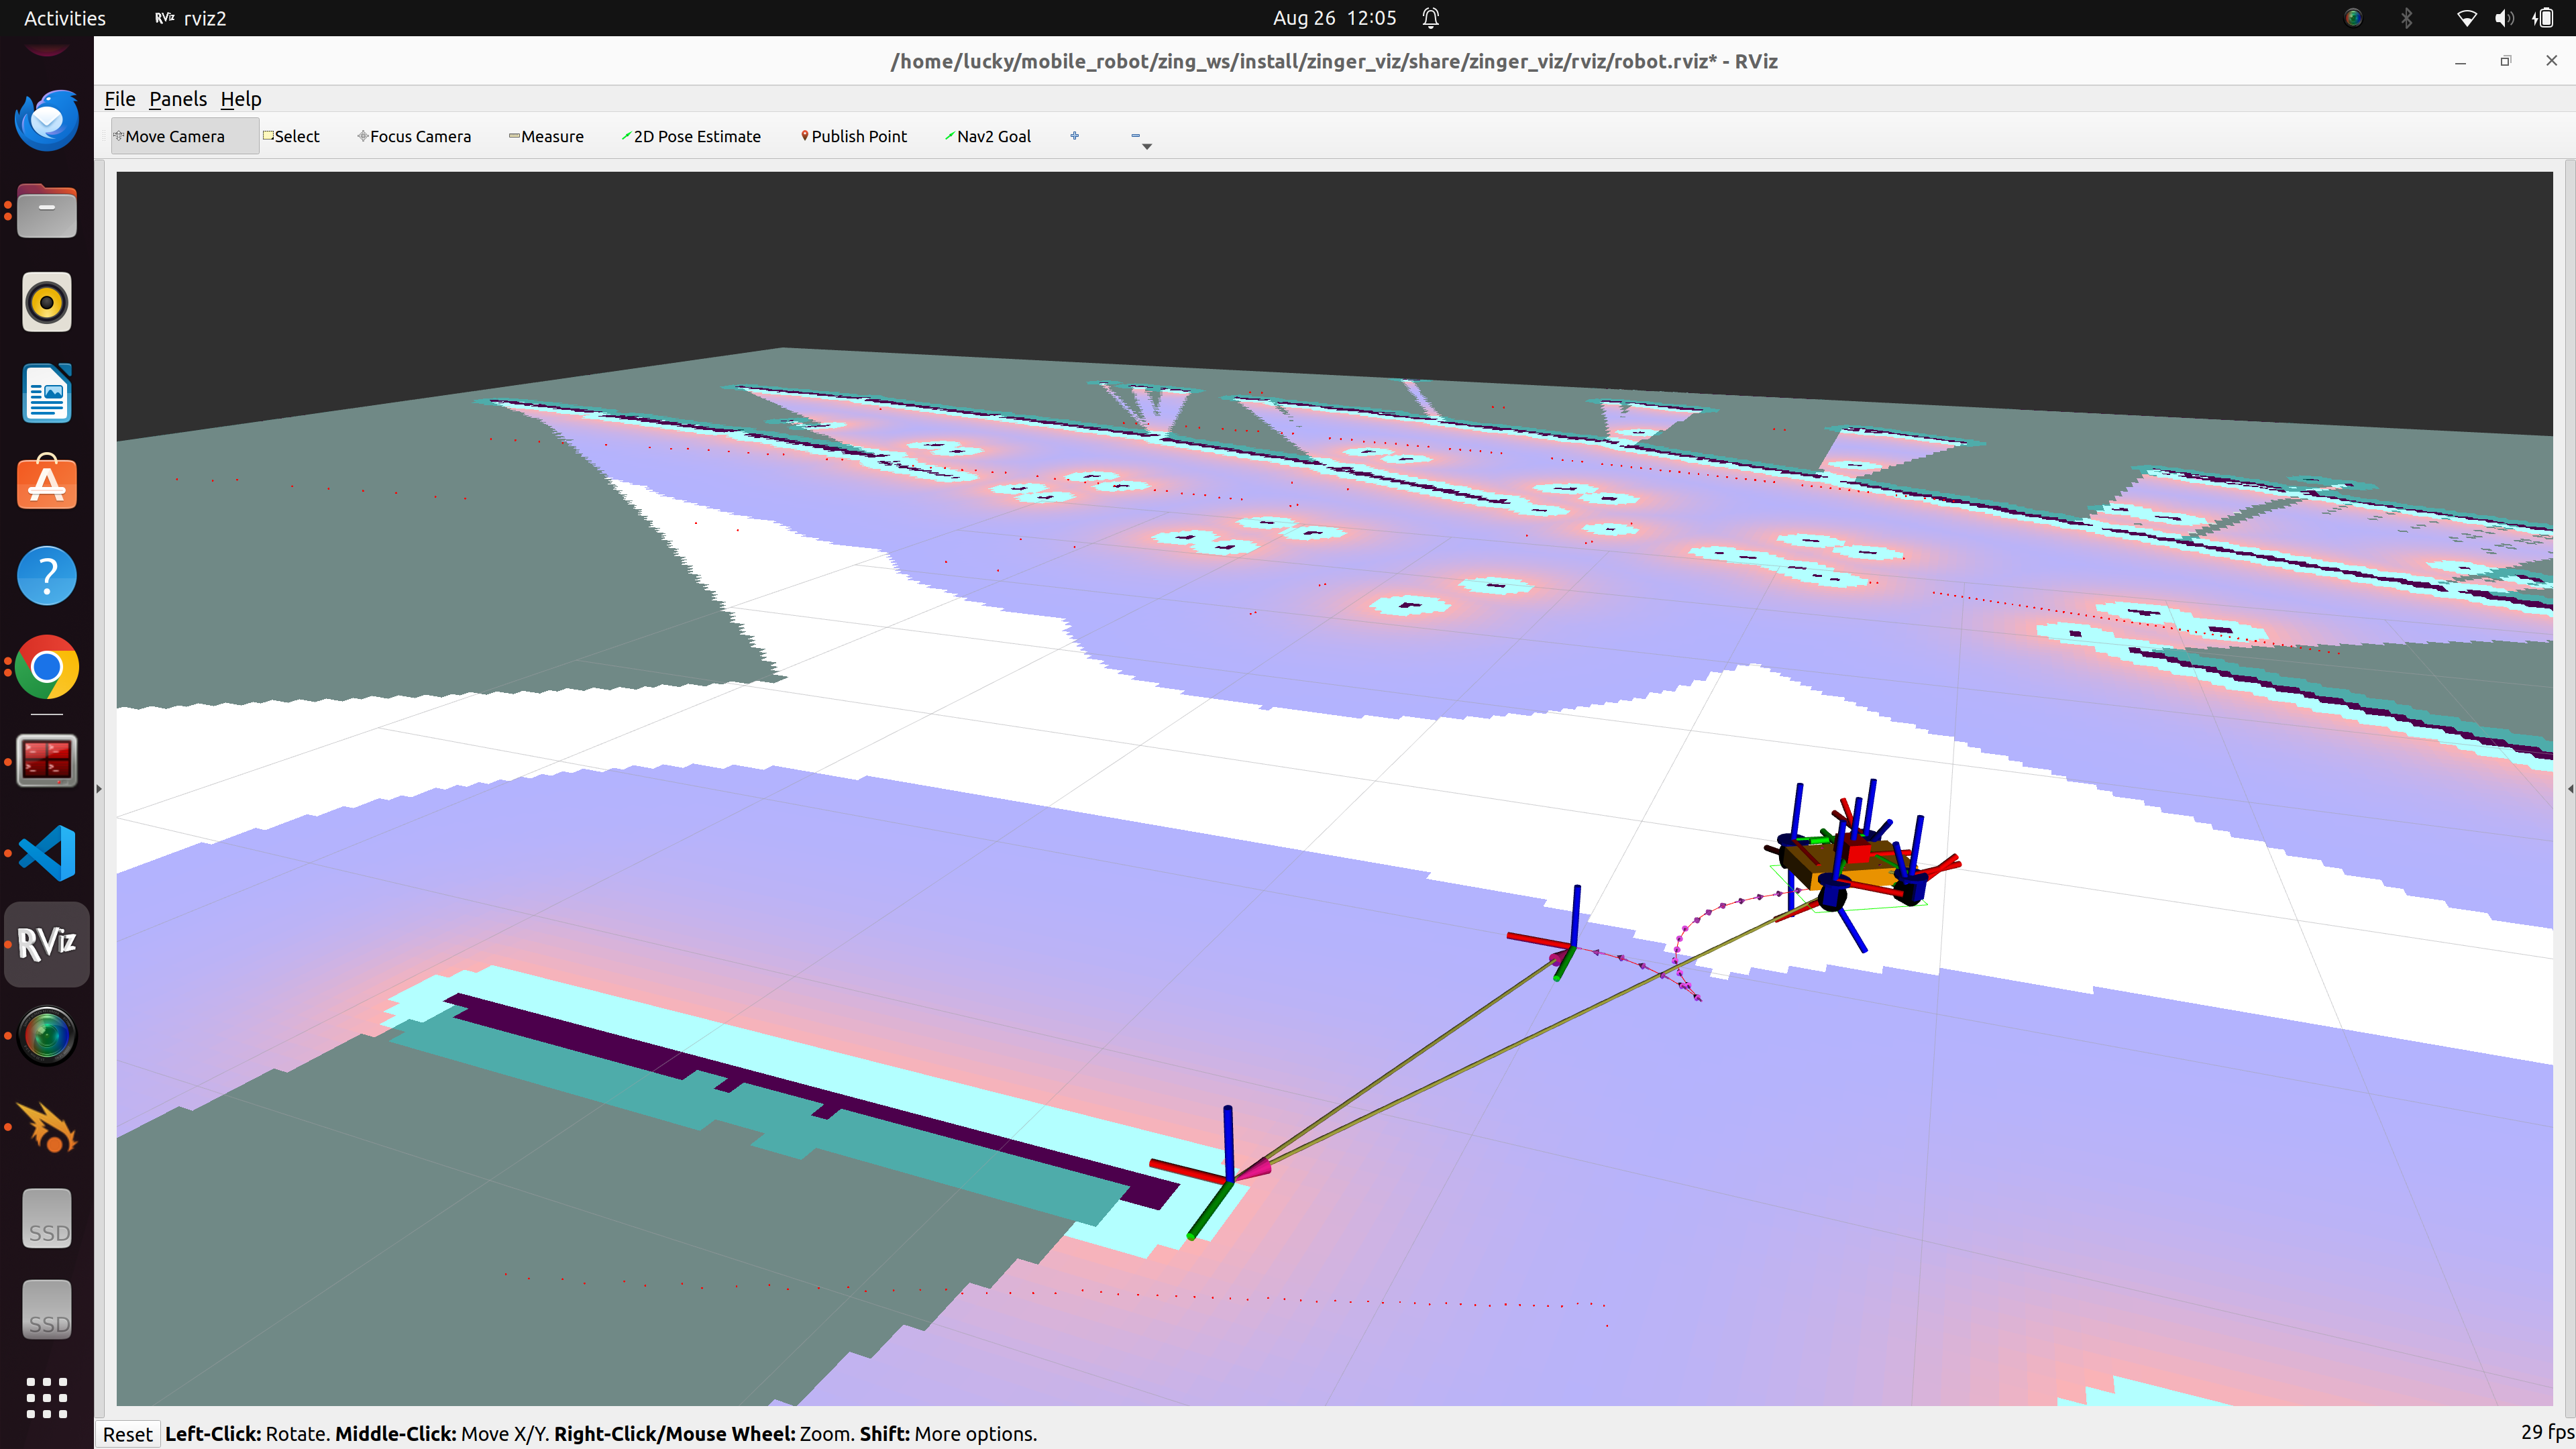 Activities RViz rviz2 Aug 26 12:05
/home/lucky/mobile_robot/zing_ws/install/zinger_viz/share/zinger_viz/rviz/robot.rviz* - RViz
File Panels Help
Move Camera Select Focus Camera Measure 2D Pose Estimate Publish Point Nav2 Goal
A
?
RViz
SSD
SSD
Reset Left-Click: Rotate. Middle-Click: Move X/Y. Right-Click/Mouse Wheel: Zoom. Shift: More options. 29 fps